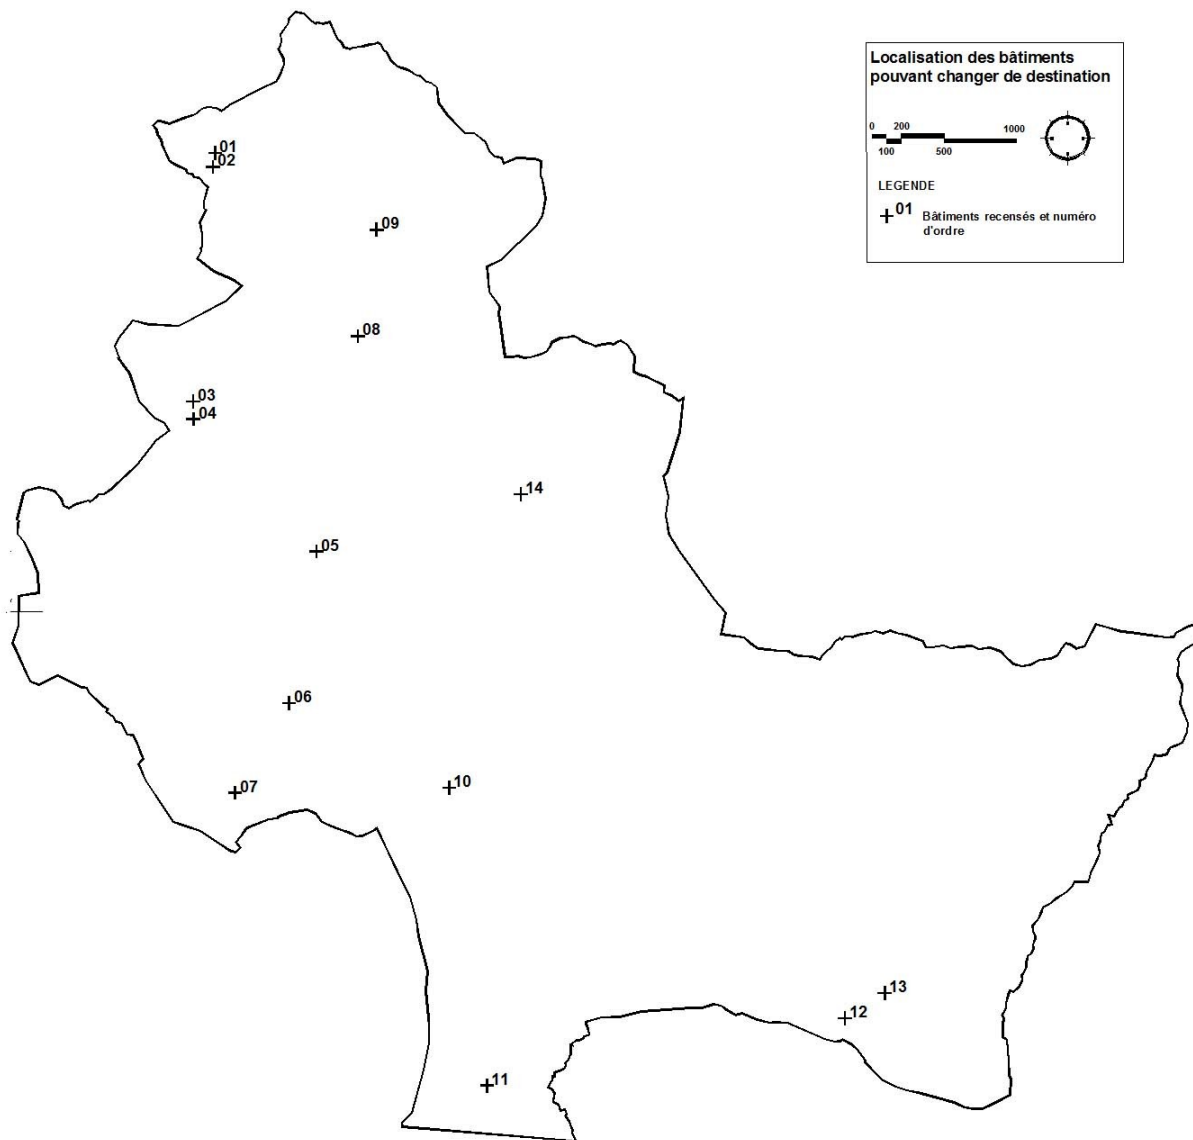 Localisation des bâtiments
pouvant changer de destination
0 200 1000
100 500
LEGENDE
01 Bâtiments recensés et numéro
d'ordre
01
02
09
08
03
04
14
05
06
07
10
13
12
11